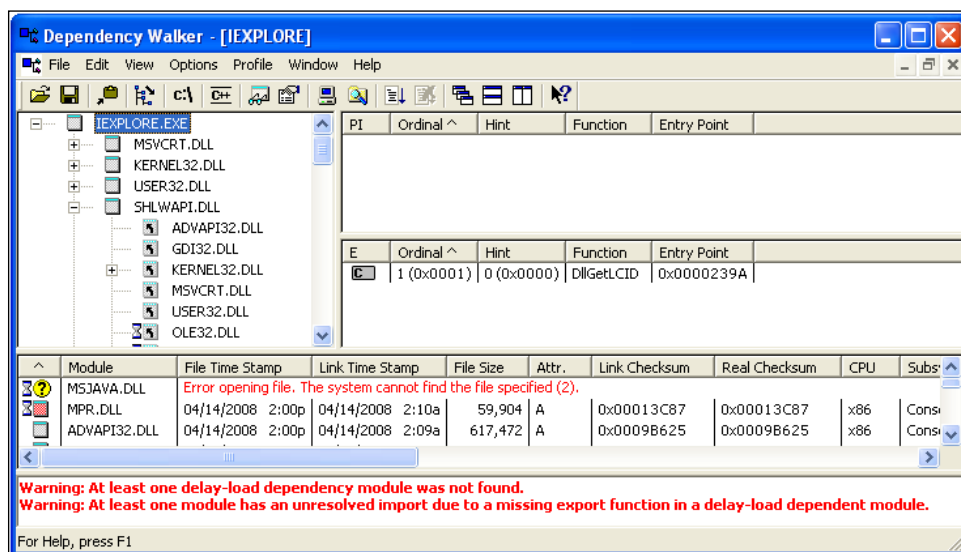 Dependency Walker - [IEXPLORE]
File Edit View Options Profile Window Help
c:\ C++
IEXPLORE.EXE
MSVCRT.DLL
KERNEL32.DLL
USER32.DLL
SHLWAPI.DLL
ADVAPI32.DLL
GDI32.DLL
KERNEL32.DLL
MSVCRT.DLL
USER32.DLL
OLE32.DLL
PI Ordinal ^ Hint Function Entry Point
E Ordinal ^ Hint Function Entry Point
C 1 (0x0001) 0 (0x0000) DllGetLCID 0x0000239A
^ Module File Time Stamp Link Time Stamp File Size Attr. Link Checksum Real Checksum CPU Subs
MSJAVA.DLL Error opening file. The system cannot find the file specified (2).
MPR.DLL 04/14/2008 2:00p 04/14/2008 2:10a 59,904 A 0x00013C87 0x00013C87 x86 Cons
ADVAPI32.DLL 04/14/2008 2:00p 04/14/2008 2:09a 617,472 A 0x0009B625 0x0009B625 x86 Cons
Warning: At least one delay-load dependency module was not found.
Warning: At least one module has an unresolved import due to a missing export function in a delay-load dependent module.
For Help, press F1